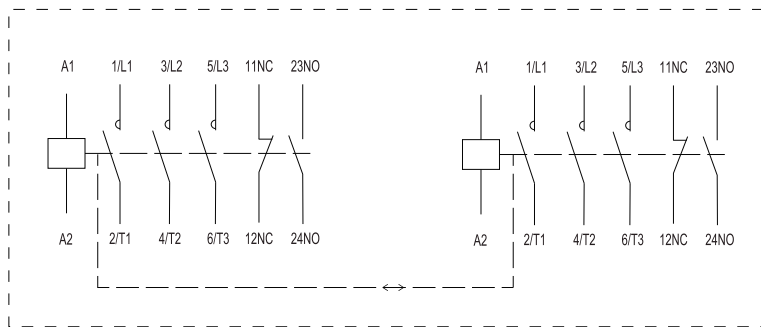 A1 1/L1 3/L2 5/L3 11NC 23NO
A2 2/T1 4/T2 6/T3 12NC 24NO
A1 1/L1 3/L2 5/L3 11NC 23NO
A2 2/T1 4/T2 6/T3 12NC 24NO